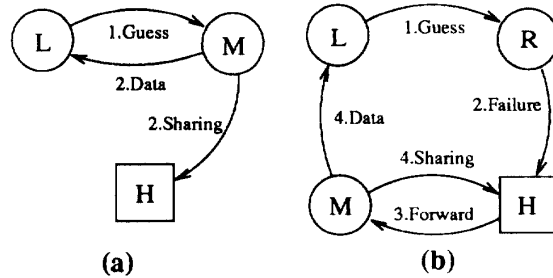 L
1.Guess
M
2.Data
2.Sharing
H
(a)
L
1.Guess
R
2.Failure
4.Data
4.Sharing
M
3.Forward
H
(b)